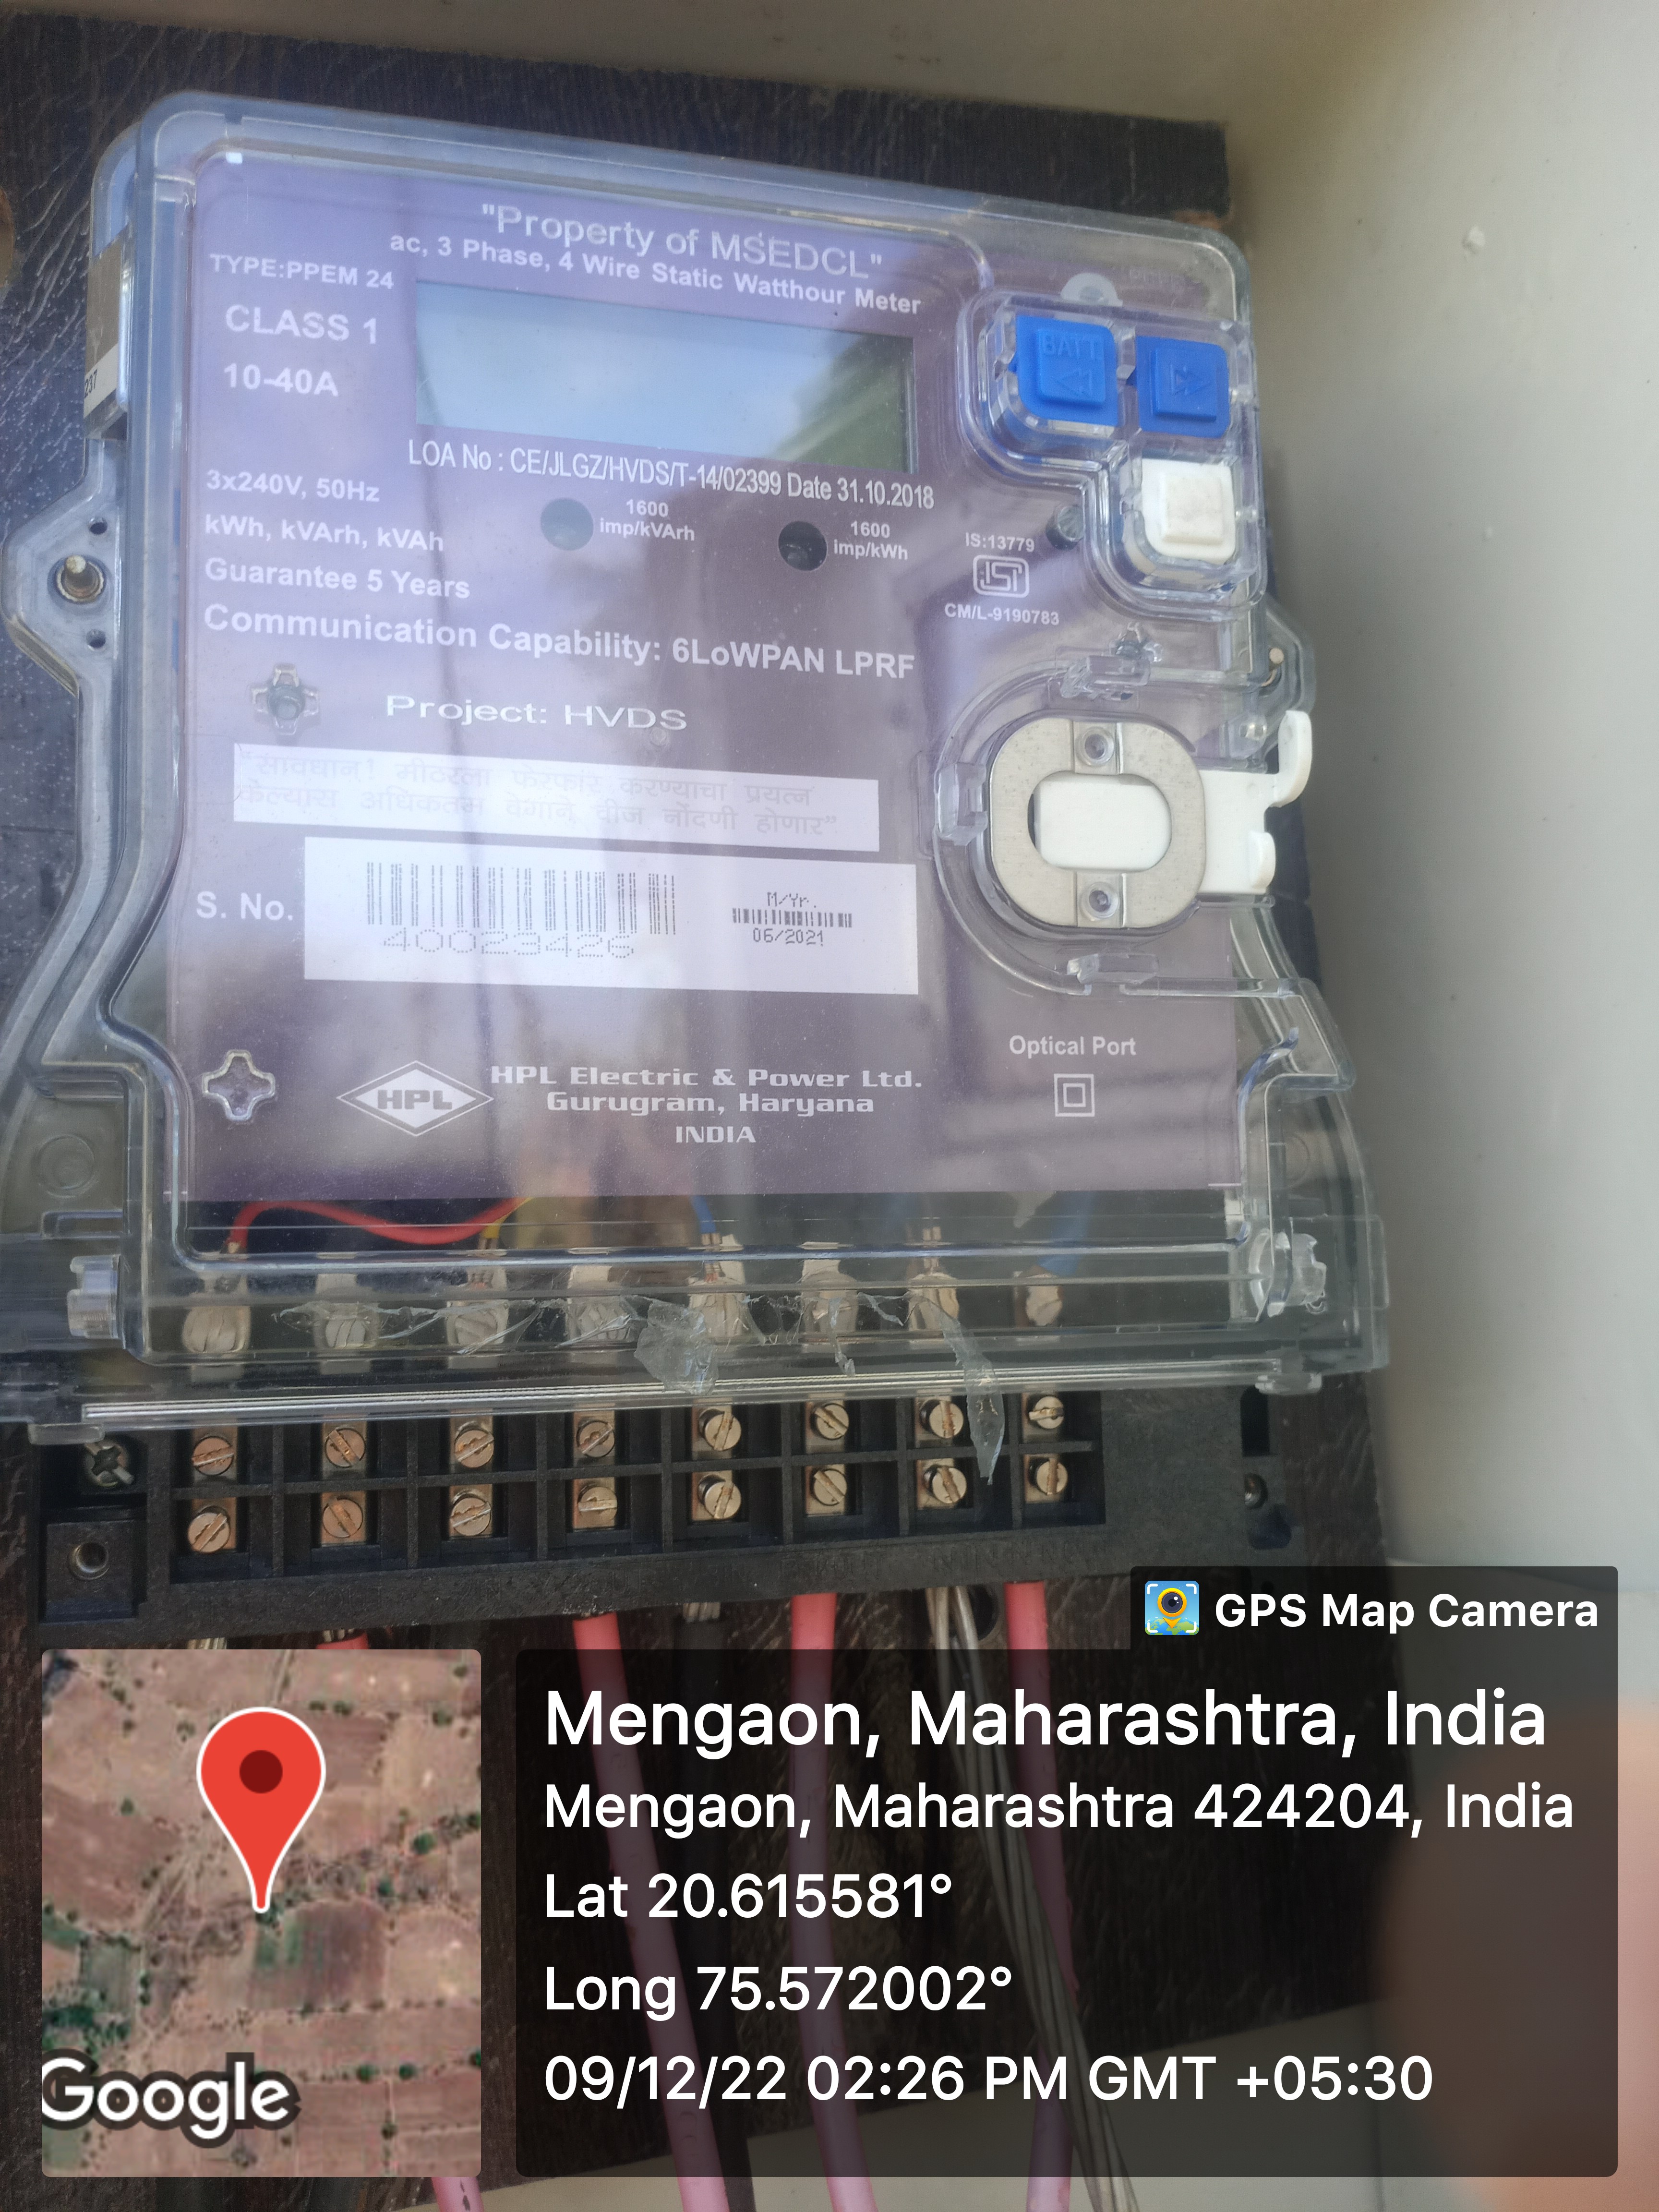 "Property of MSEDCL"
ac, 3 Phase, 4 Wire Static Watthour Meter
TYPE:PPEM 24
CLASS 1
10-40A
BATT
LOA No : CE/JLGZ/HVDS/T-14/02399 Date 31.10.2018
3x240V, 50Hz
1600
imp/kVArh
1600
imp/kWh
kWh, kVArh, kVAh
IS:13779
ISI
CM/L-9190783
Guarantee 5 Years
Communication Capability: 6LoWPAN LPRF
Project: HVDS
"सावधान! मीटरला फेरफार करण्याचा प्रयत्न
केल्यास अधिकतम वेगाने वीज नोंदणी होणार"
S. No.
40023426
M/Yr.
06/2021
Optical Port
HPL
HPL Electric & Power Ltd.
Gurugram, Haryana
INDIA
237
GPS Map Camera
Mengaon, Maharashtra, India
Mengaon, Maharashtra 424204, India
Lat 20.615581°
Long 75.572002°
09/12/22 02:26 PM GMT +05:30
Google